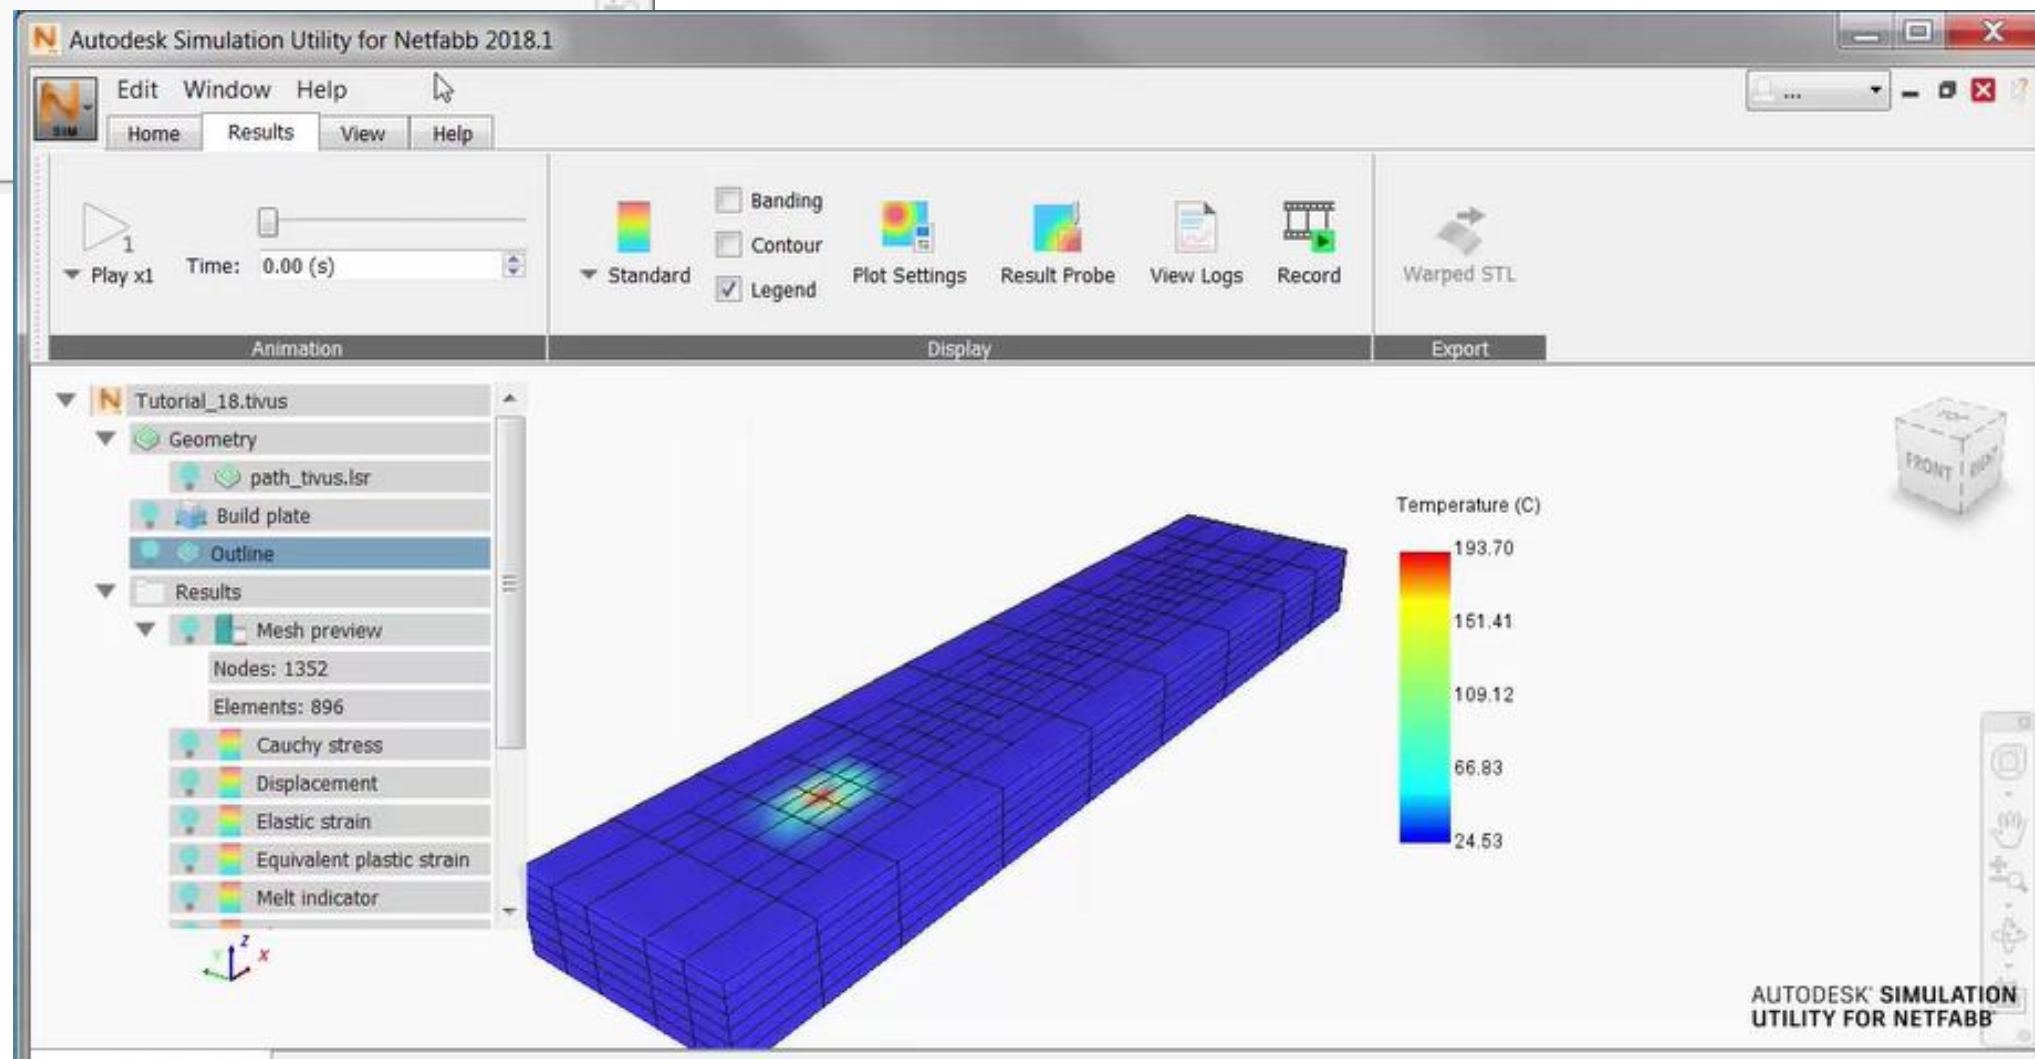 Autodesk Simulation Utility for Netfabb 2018.1
Edit Window Help
...
SIM
Home Results View Help
1
Play x1
Time: 0.00 (s)
Standard
Banding
Contour
Legend
Plot Settings
Result Probe
View Logs
Record
Warped STL
Animation
Display
Export
Tutorial_18.tivus
Geometry
path_tivus.lsr
Build plate
Outline
Results
Mesh preview
Nodes: 1352
Elements: 896
Cauchy stress
Displacement
Elastic strain
Equivalent plastic strain
Melt indicator
Z
Y
X
Temperature (C)
193.70
151.41
109.12
66.83
24.53
TOP
FRONT
RIGHT
AUTODESK' SIMULATION
UTILITY FOR NETFABB'